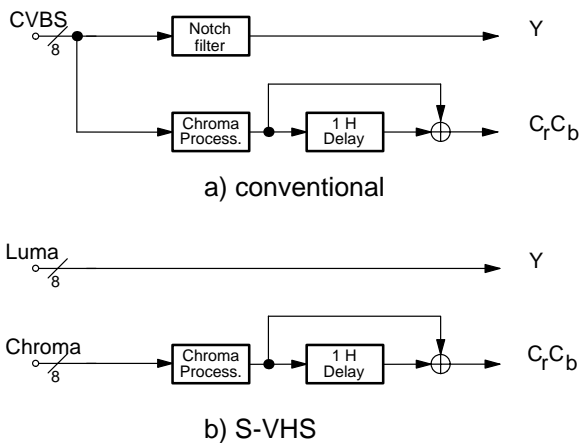 CVBS
8
Notch
filter
Y
Chroma
Process.
1 H
Delay
CrCb
a) conventional
Luma
8
Y
Chroma
8
Chroma
Process.
1 H
Delay
CrCb
b) S-VHS